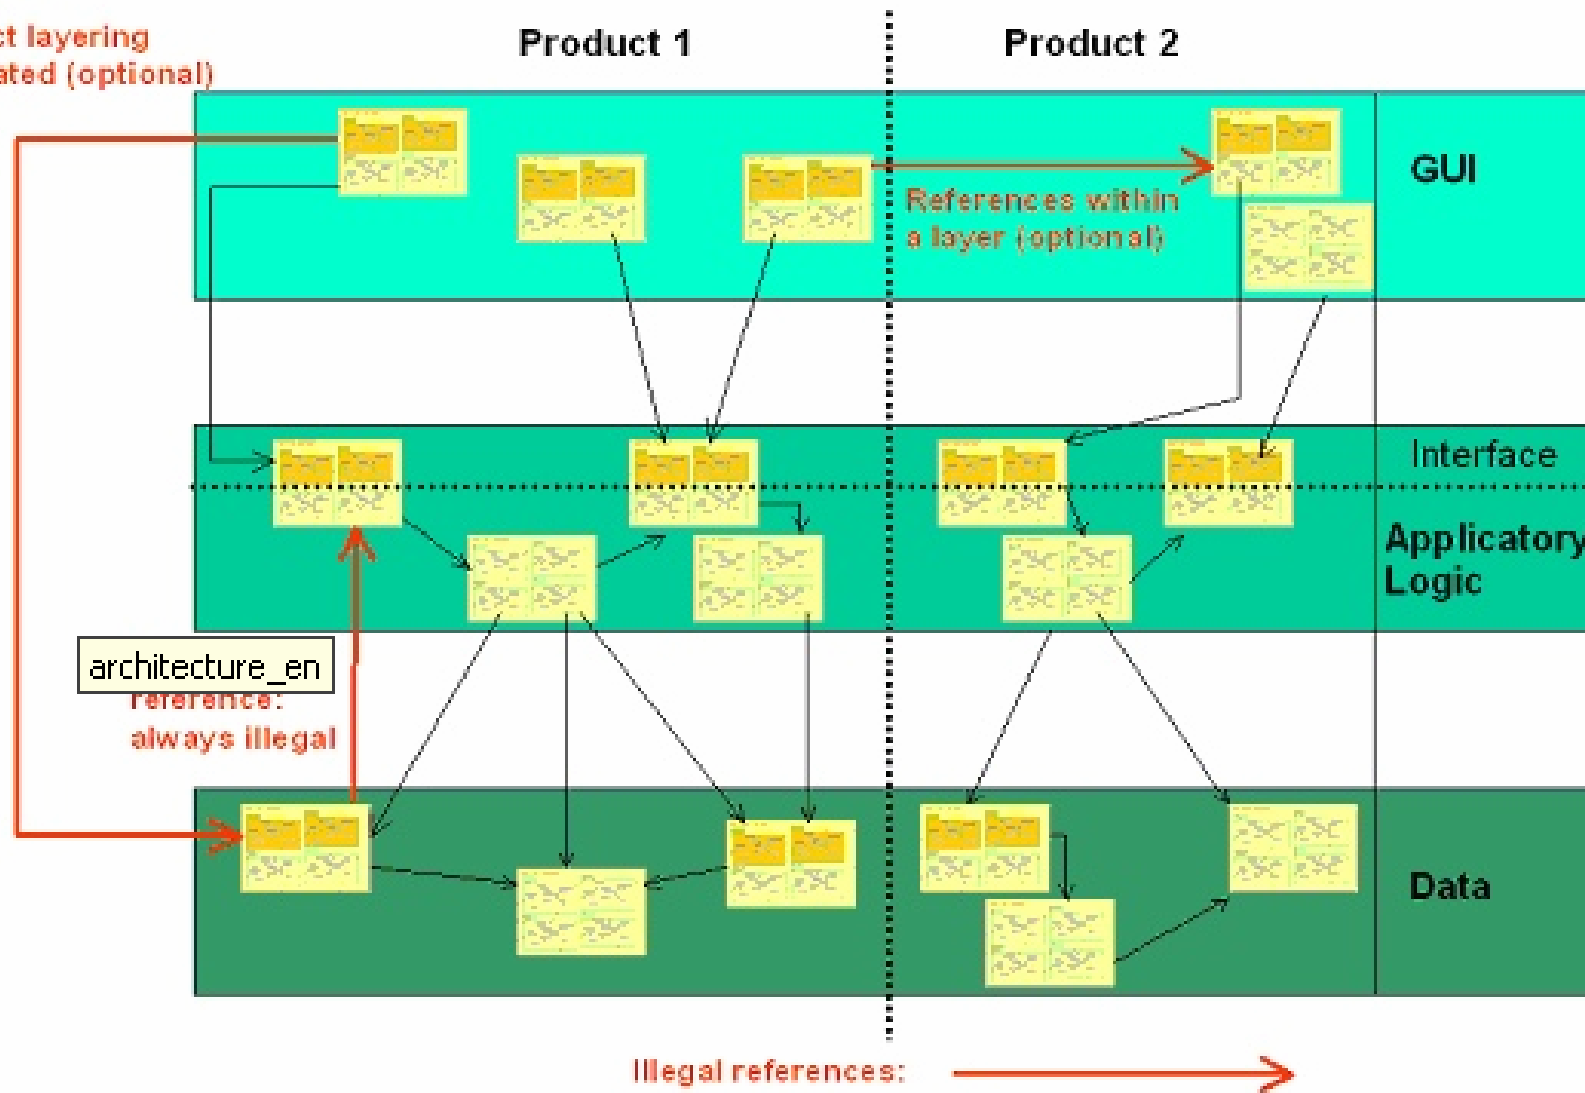 ct layering
ated (optional)
Product 1
Product 2
GUI
References within
a layer (optional)
Interface
Applicatory
Logic
architecture_en
reference:
always illegal
Data
Illegal references: